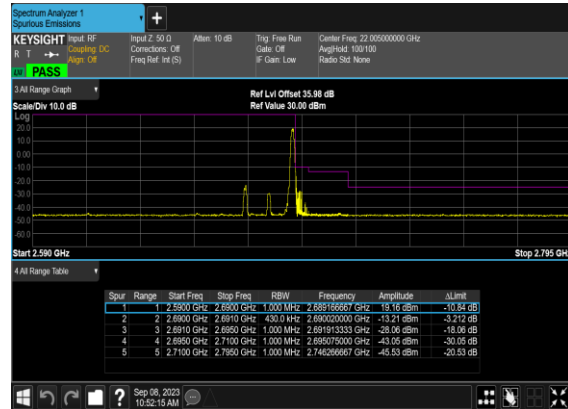 Spectrum Analyzer 1
Spurious Emissions
+
KEYSIGHT Input: RF Input Z: 50 Ω Atten: 10 dB Trig: Free Run Center Freq: 22.005000000 GHz
R T Coupling: DC Corrections: Off Gate: Off Avg|Hold: 100/100
Align: Off Freq Ref: Int (S) IF Gain: Low Radio Std: None
LW PASS
3 All Range Graph
Ref Lvl Offset 35.98 dB
Scale/Div 10.0 dB Ref Value 30.00 dBm
Log
20.0
10.0
0.00
-10.0
-20.0
-30.0
-40.0
-50.0
-60.0
Start 2.590 GHz Stop 2.795 GHz
4 All Range Table
Spur Range Start Freq Stop Freq RBW Frequency Amplitude ΔLimit
1 1 2.5900 GHz 2.6900 GHz 1.000 MHz 2.689166667 GHz 19.16 dBm -10.84 dB
2 2 2.6900 GHz 2.6910 GHz 430.0 kHz 2.690020000 GHz -13.21 dBm -3.212 dB
3 3 2.6910 GHz 2.6950 GHz 1.000 MHz 2.691913333 GHz -28.06 dBm -18.06 dB
4 4 2.6950 GHz 2.7100 GHz 1.000 MHz 2.695075000 GHz -43.05 dBm -30.05 dB
5 5 2.7100 GHz 2.7950 GHz 1.000 MHz 2.746266667 GHz -45.53 dBm -20.53 dB
? Sep 08, 2023
10:52:15 AM